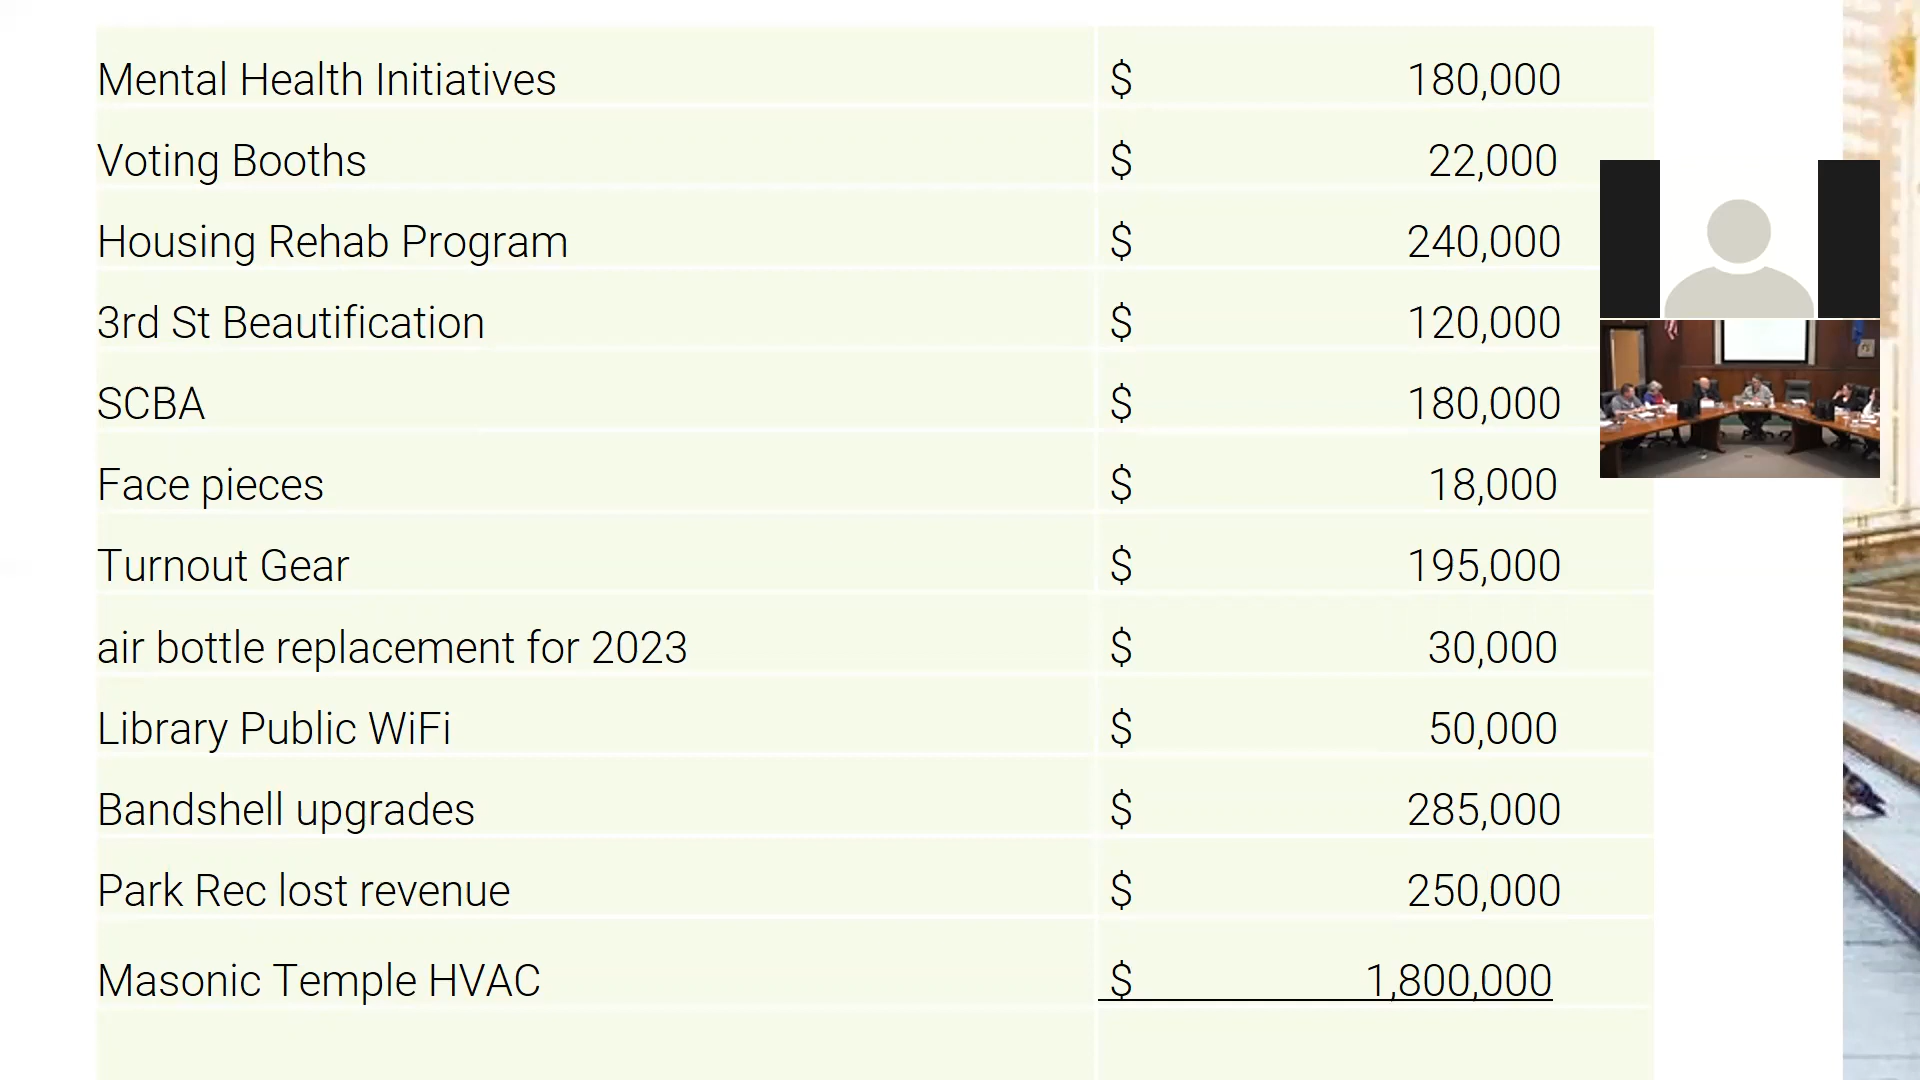 Mental Health Initiatives $ 180,000
Voting Booths $ 22,000
Housing Rehab Program $ 240,000
3rd St Beautification $ 120,000
SCBA $ 180,000
Face pieces $ 18,000
Turnout Gear $ 195,000
air bottle replacement for 2023 $ 30,000
Library Public WiFi $ 50,000
Bandshell upgrades $ 285,000
Park Rec lost revenue $ 250,000
Masonic Temple HVAC $ 1,800,000